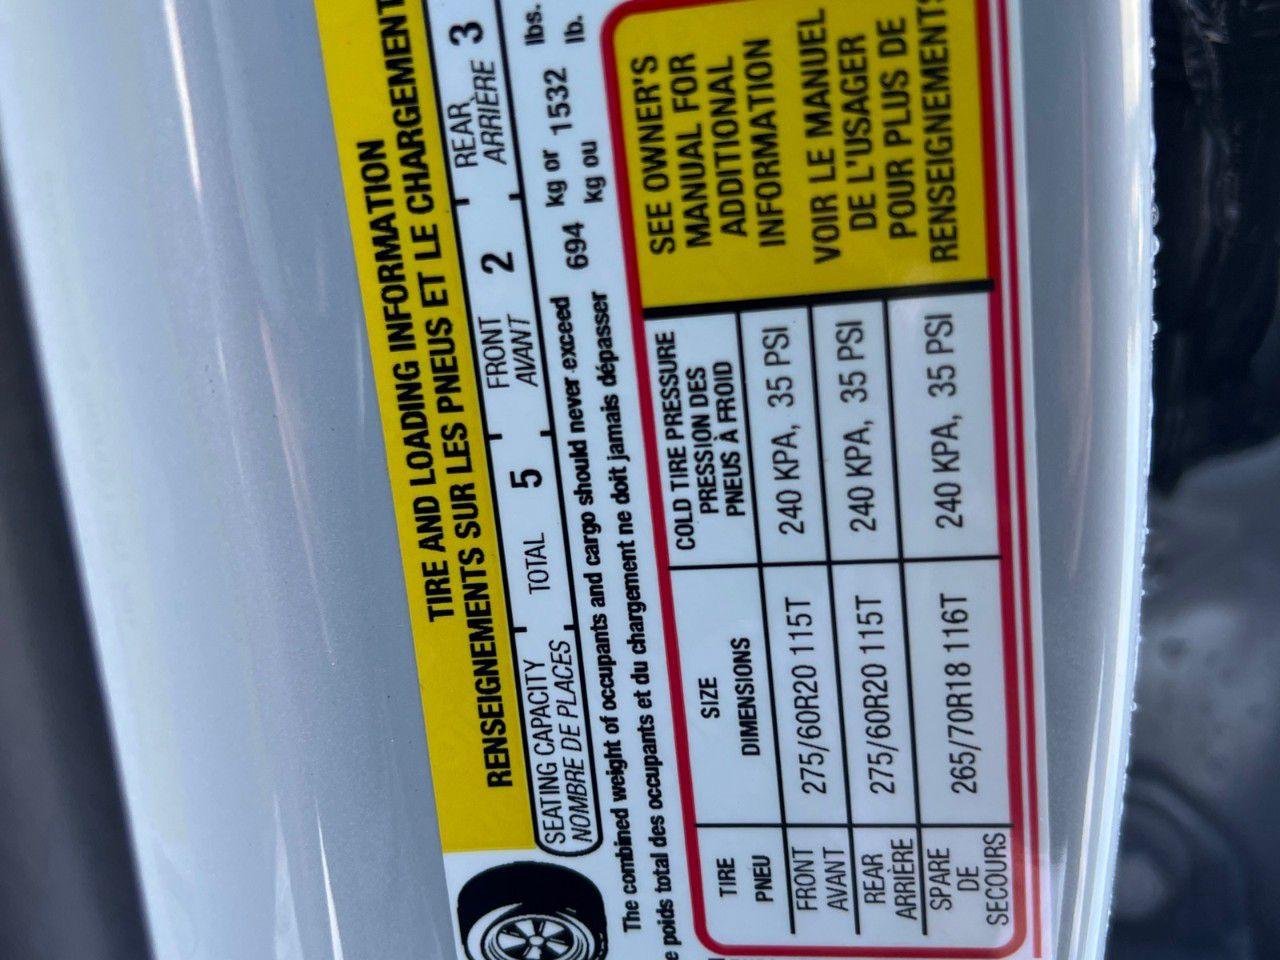 TIRE AND LOADING INFORMATION
RENSEIGNEMENTS SUR LES PNEUS ET LE CHARGEMENT
SEATING CAPACITY TOTAL 5 FRONT 2 REAR 3
NOMBRE DE PLACES AVANT ARRIÈRE
The combined weight of occupants and cargo should never exceed 694 kg or 1532 lbs.
poids total des occupants et du chargement ne doit jamais dépasser kg ou lb.
TIRE SIZE COLD TIRE PRESSURE
PNEU DIMENSIONS PRESSION DES
PNEUS À FROID
FRONT 275/60R20 115T 240 KPA, 35 PSI
AVANT
REAR 275/60R20 115T 240 KPA, 35 PSI
ARRIÈRE
SPARE 265/70R18 116T 240 KPA, 35 PSI
DE
SECOURS
SEE OWNER'S
MANUAL FOR
ADDITIONAL
INFORMATION
VOIR LE MANUEL
DE L'USAGER
POUR PLUS DE
RENSEIGNEMENTS